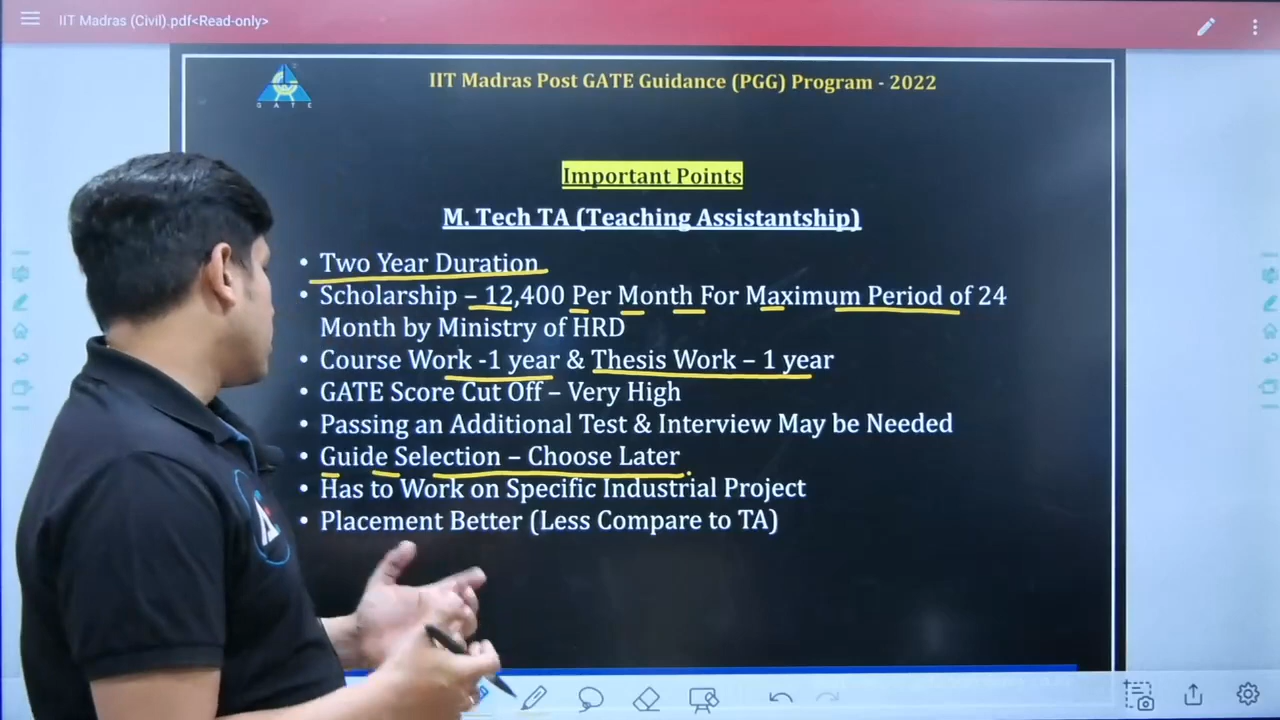 IIT Madras (Civil).pdf<Read-only>
GATE
IIT Madras Post GATE Guidance (PGG) Program - 2022
Important Points
M. Tech TA (Teaching Assistantship)
• Two Year Duration
• Scholarship – 12,400 Per Month For Maximum Period of 24
Month by Ministry of HRD
• Course Work -1 year & Thesis Work – 1 year
• GATE Score Cut Off – Very High
• Passing an Additional Test & Interview May be Needed
• Guide Selection – Choose Later
• Has to Work on Specific Industrial Project
• Placement Better (Less Compare to TA)